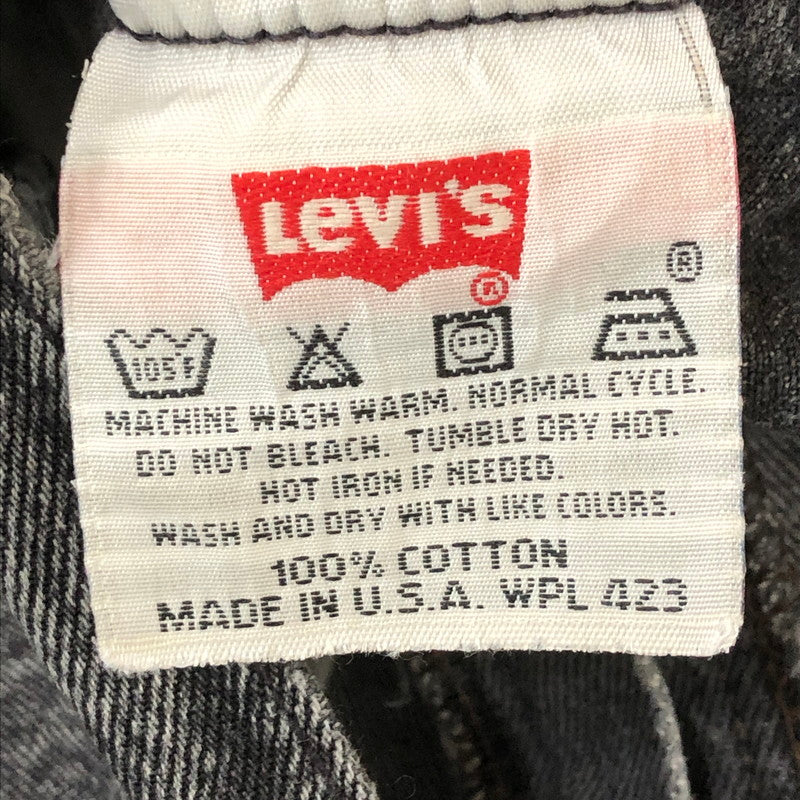 Levi's
®
®
105°F
MACHINE WASH WARM. NORMAL CYCLE.
DO NOT BLEACH. TUMBLE DRY HOT.
HOT IRON IF NEEDED.
WASH AND DRY WITH LIKE COLORS.
100% COTTON
MADE IN U.S.A. WPL 423